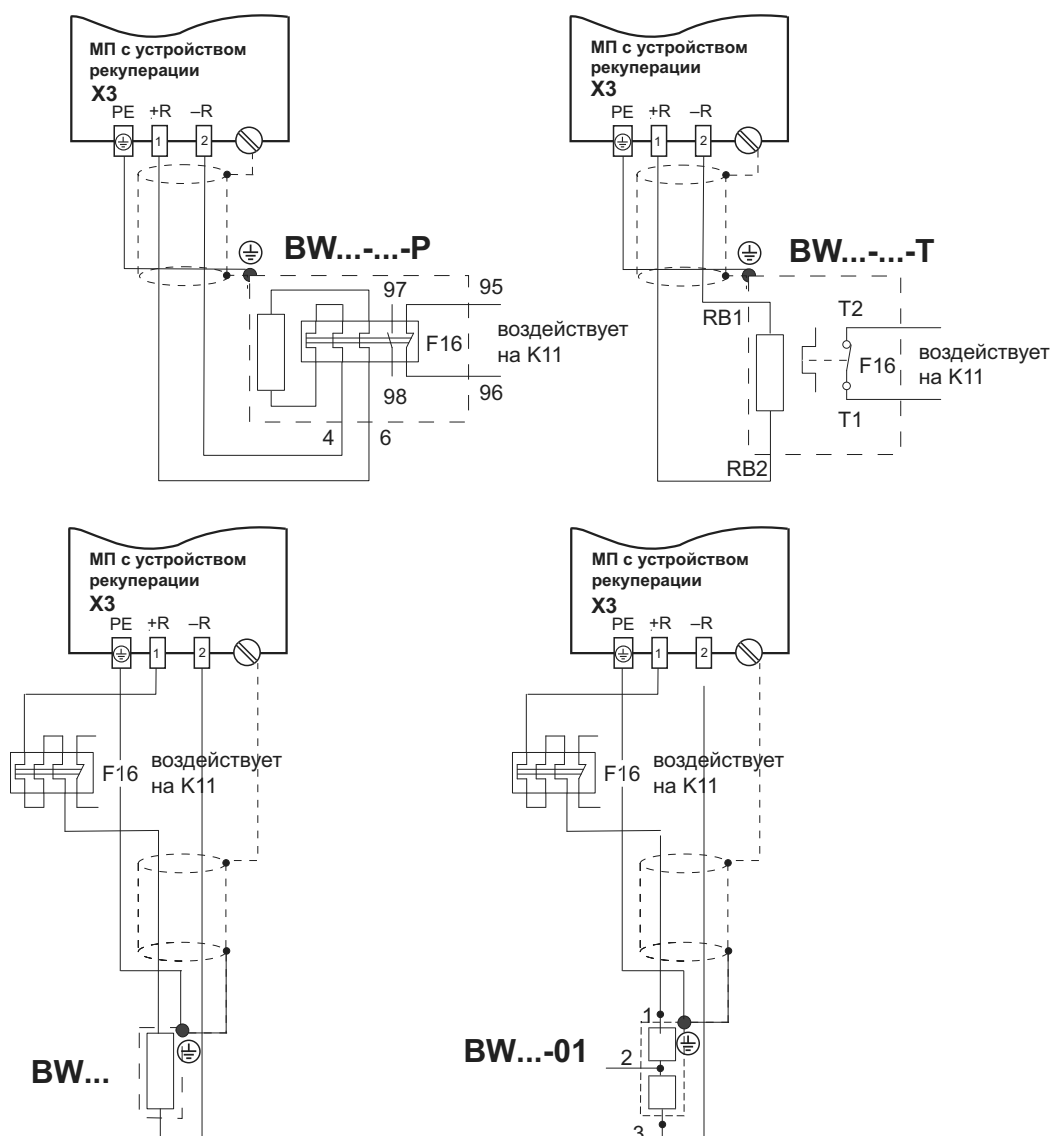 МП с устройством
рекуперации
X3
PE +R –R
1 2
BW...-...-P
97 95
F16
воздействует
на K11
98 96
4 6
МП с устройством
рекуперации
X3
PE +R –R
1 2
BW...-...-T
RB1 T2
F16
воздействует
на K11
T1
RB2
МП с устройством
рекуперации
X3
PE +R –R
1 2
F16
воздействует
на K11
BW...
МП с устройством
рекуперации
X3
PE +R –R
1 2
F16
воздействует
на K11
1
BW...-01
2
3